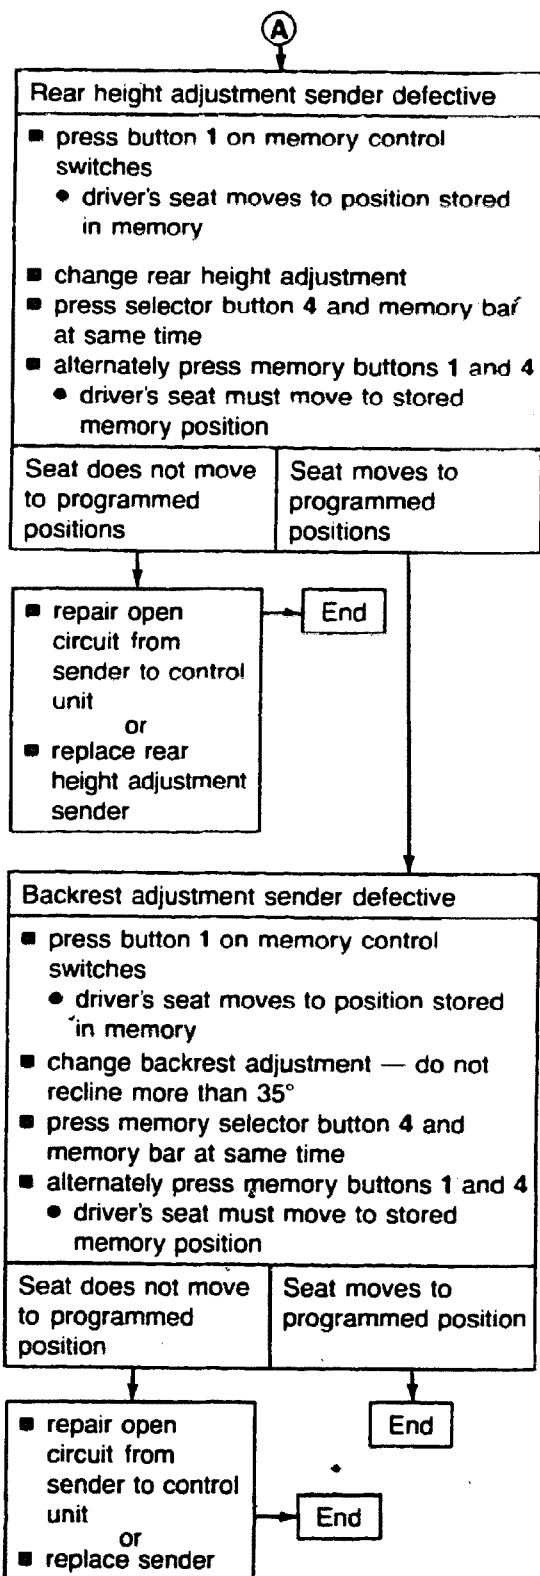 A
Rear height adjustment sender defective
■ press button 1 on memory control
switches
● driver's seat moves to position stored
in memory
■ change rear height adjustment
■ press selector button 4 and memory bar
at same time
■ alternately press memory buttons 1 and 4
● driver's seat must move to stored
memory position
Seat does not move
to programmed
positions
Seat moves to
programmed
positions
■ repair open
circuit from
sender to control
unit
or
■ replace rear
height adjustment
sender
End
Backrest adjustment sender defective
■ press button 1 on memory control
switches
● driver's seat moves to position stored
in memory
■ change backrest adjustment — do not
recline more than 35°
■ press memory selector button 4 and
memory bar at same time
■ alternately press memory buttons 1 and 4
● driver's seat must move to stored
memory position
Seat does not move
to programmed
position
Seat moves to
programmed position
■ repair open
circuit from
sender to control
unit
or
■ replace sender
End
End